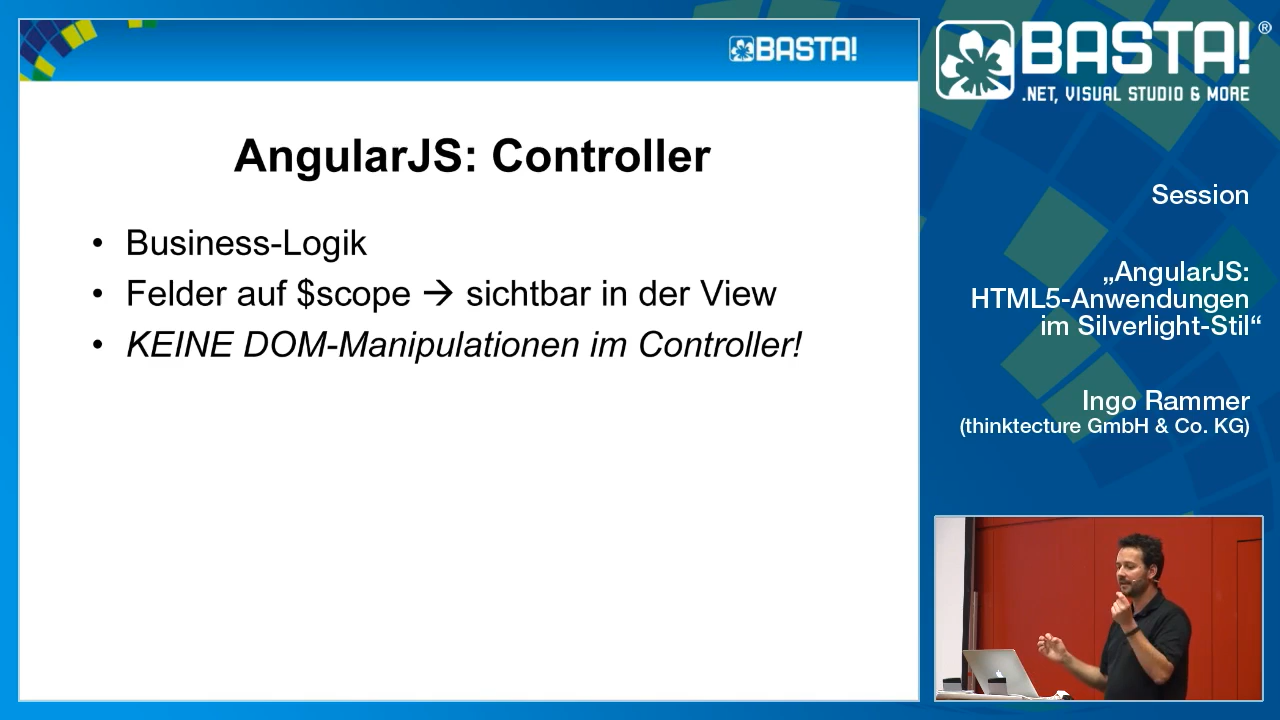 BASTA!
AngularJS: Controller
• Business-Logik
• Felder auf $scope → sichtbar in der View
• KEINE DOM-Manipulationen im Controller!
BASTA!®
.NET, VISUAL STUDIO & MORE
Session
„AngularJS:
HTML5-Anwendungen
im Silverlight-Stil“
Ingo Rammer
(thinktecture GmbH & Co. KG)